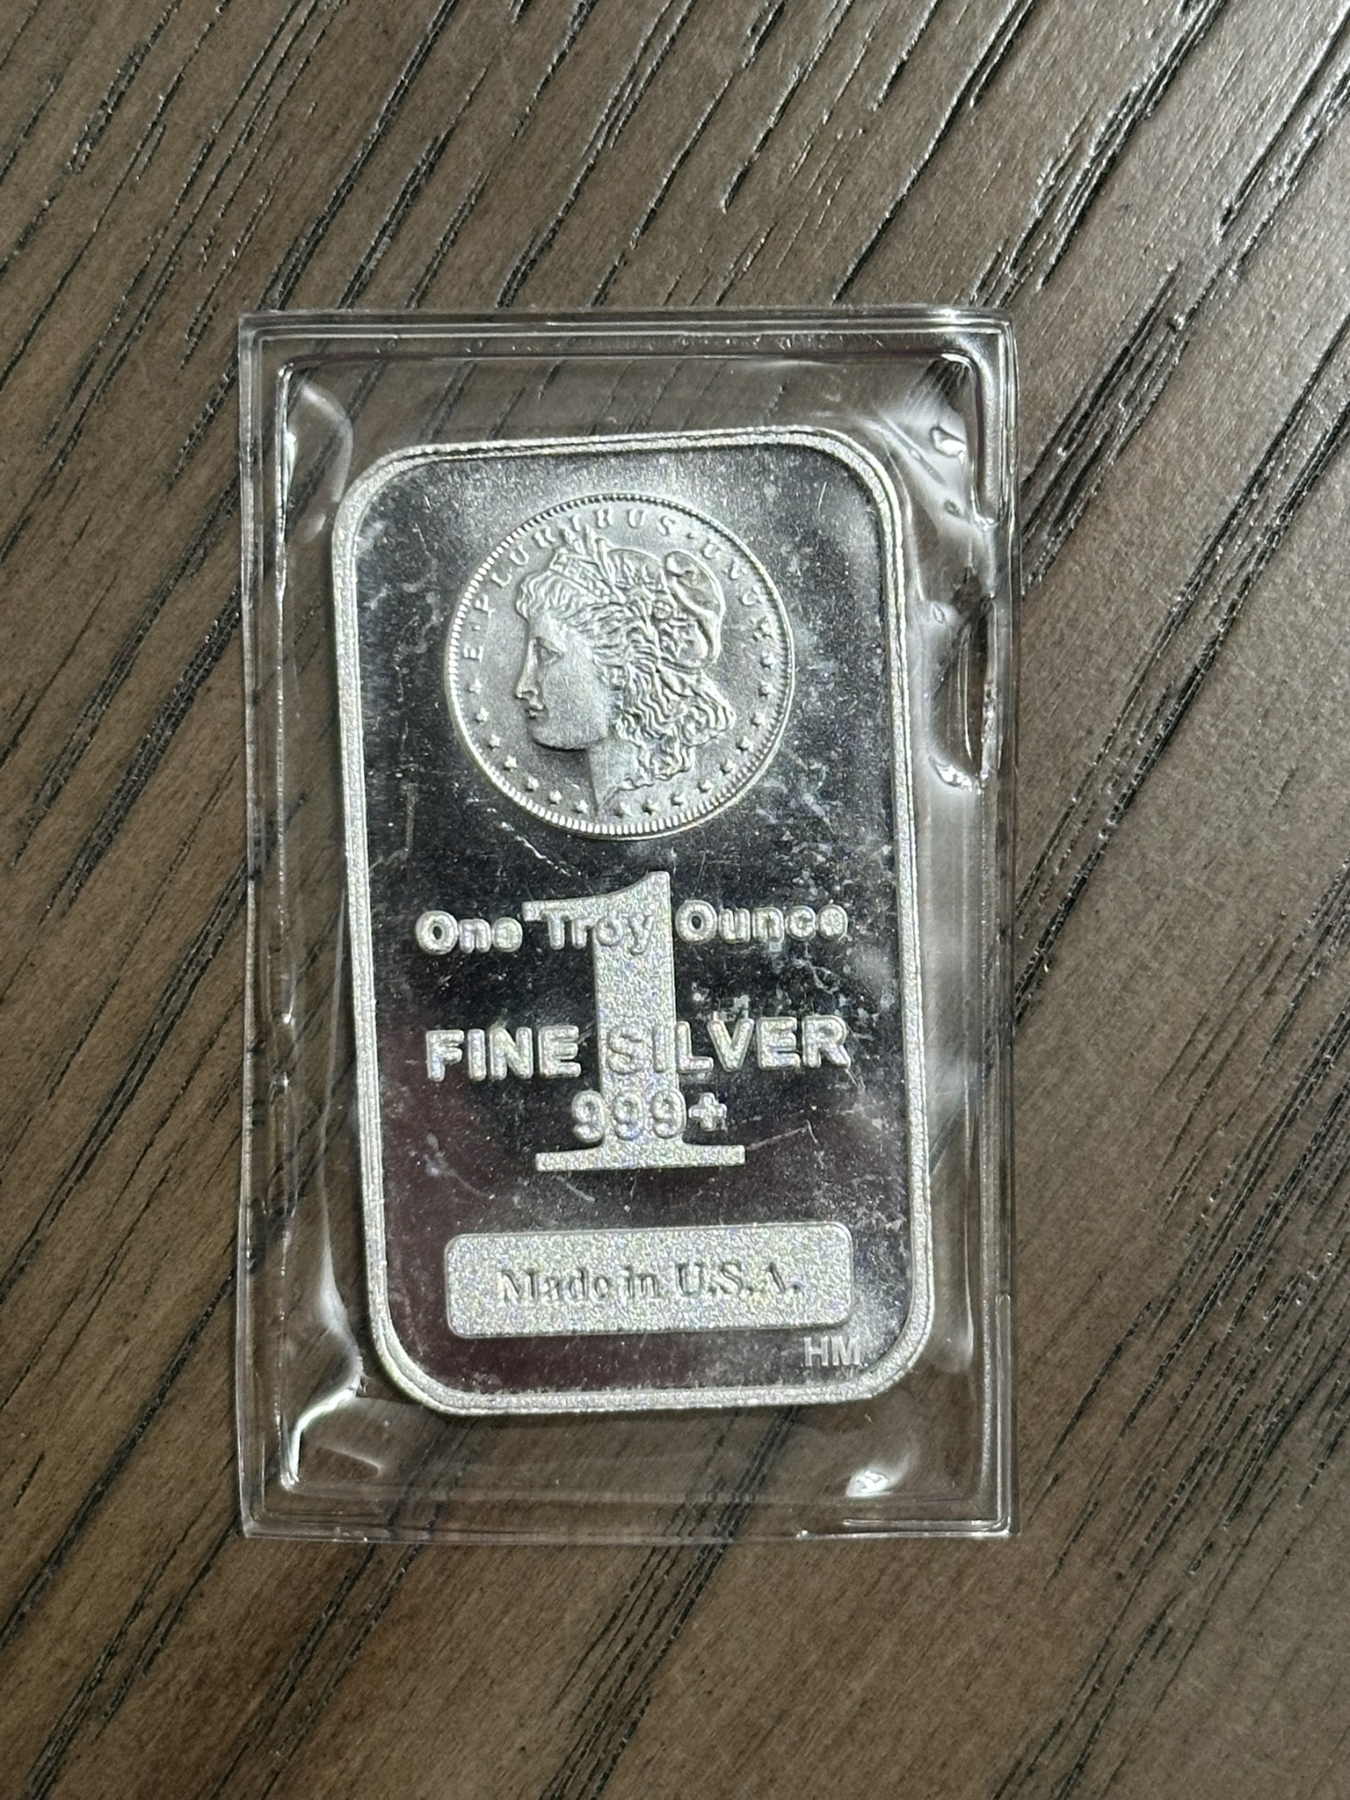 E·PLURIBUS·UNUM
One Troy Ounce
1
FINE SILVER
999+
Made in U.S.A.
HM